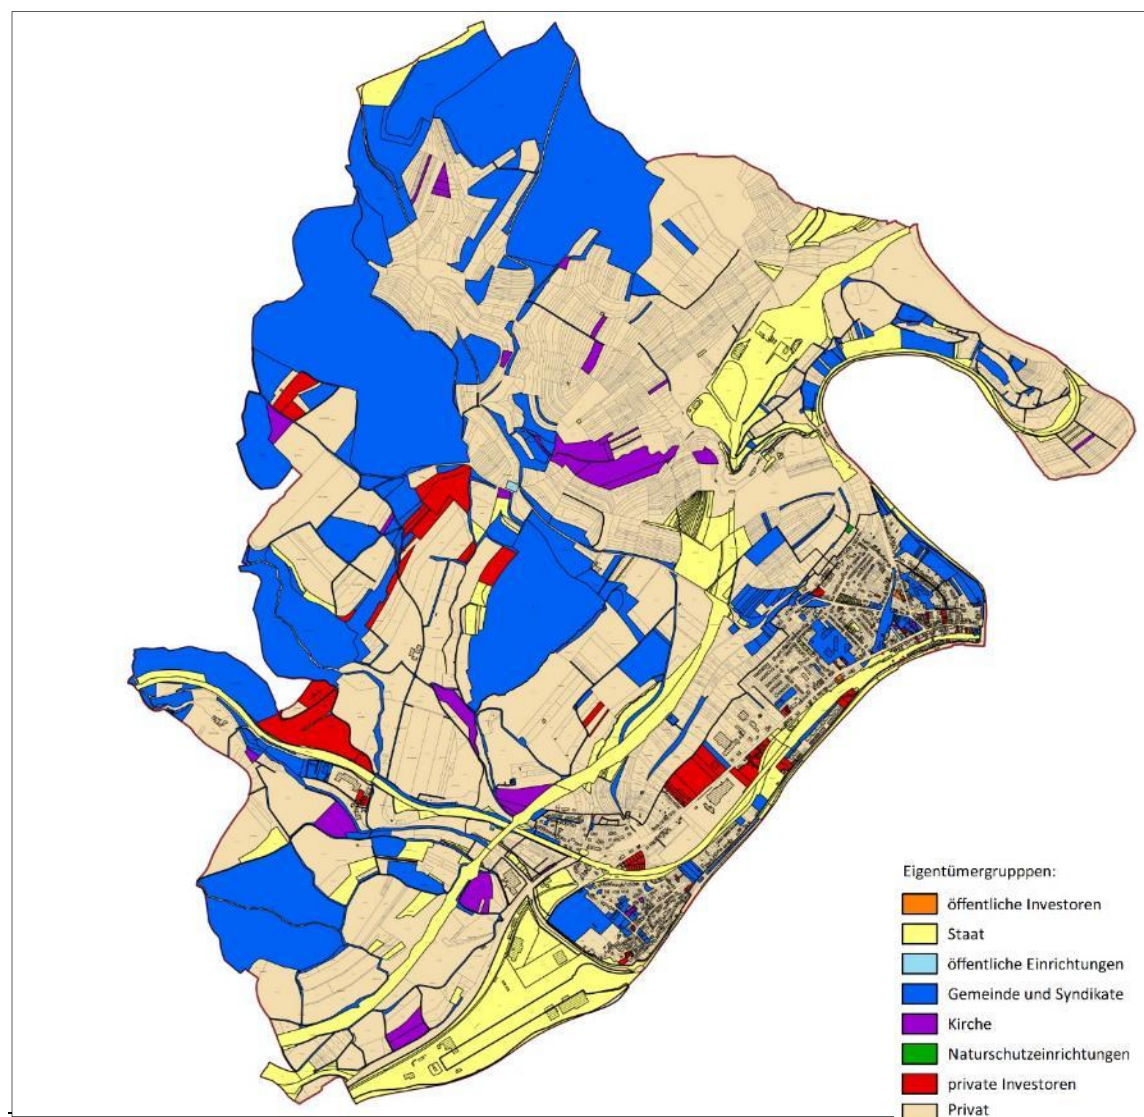 Eigentümergrupppen:
öffentliche Investoren
Staat
öffentliche Einrichtungen
Gemeinde und Syndikate
Kirche
Naturschutzeinrichtungen
private Investoren
Privat